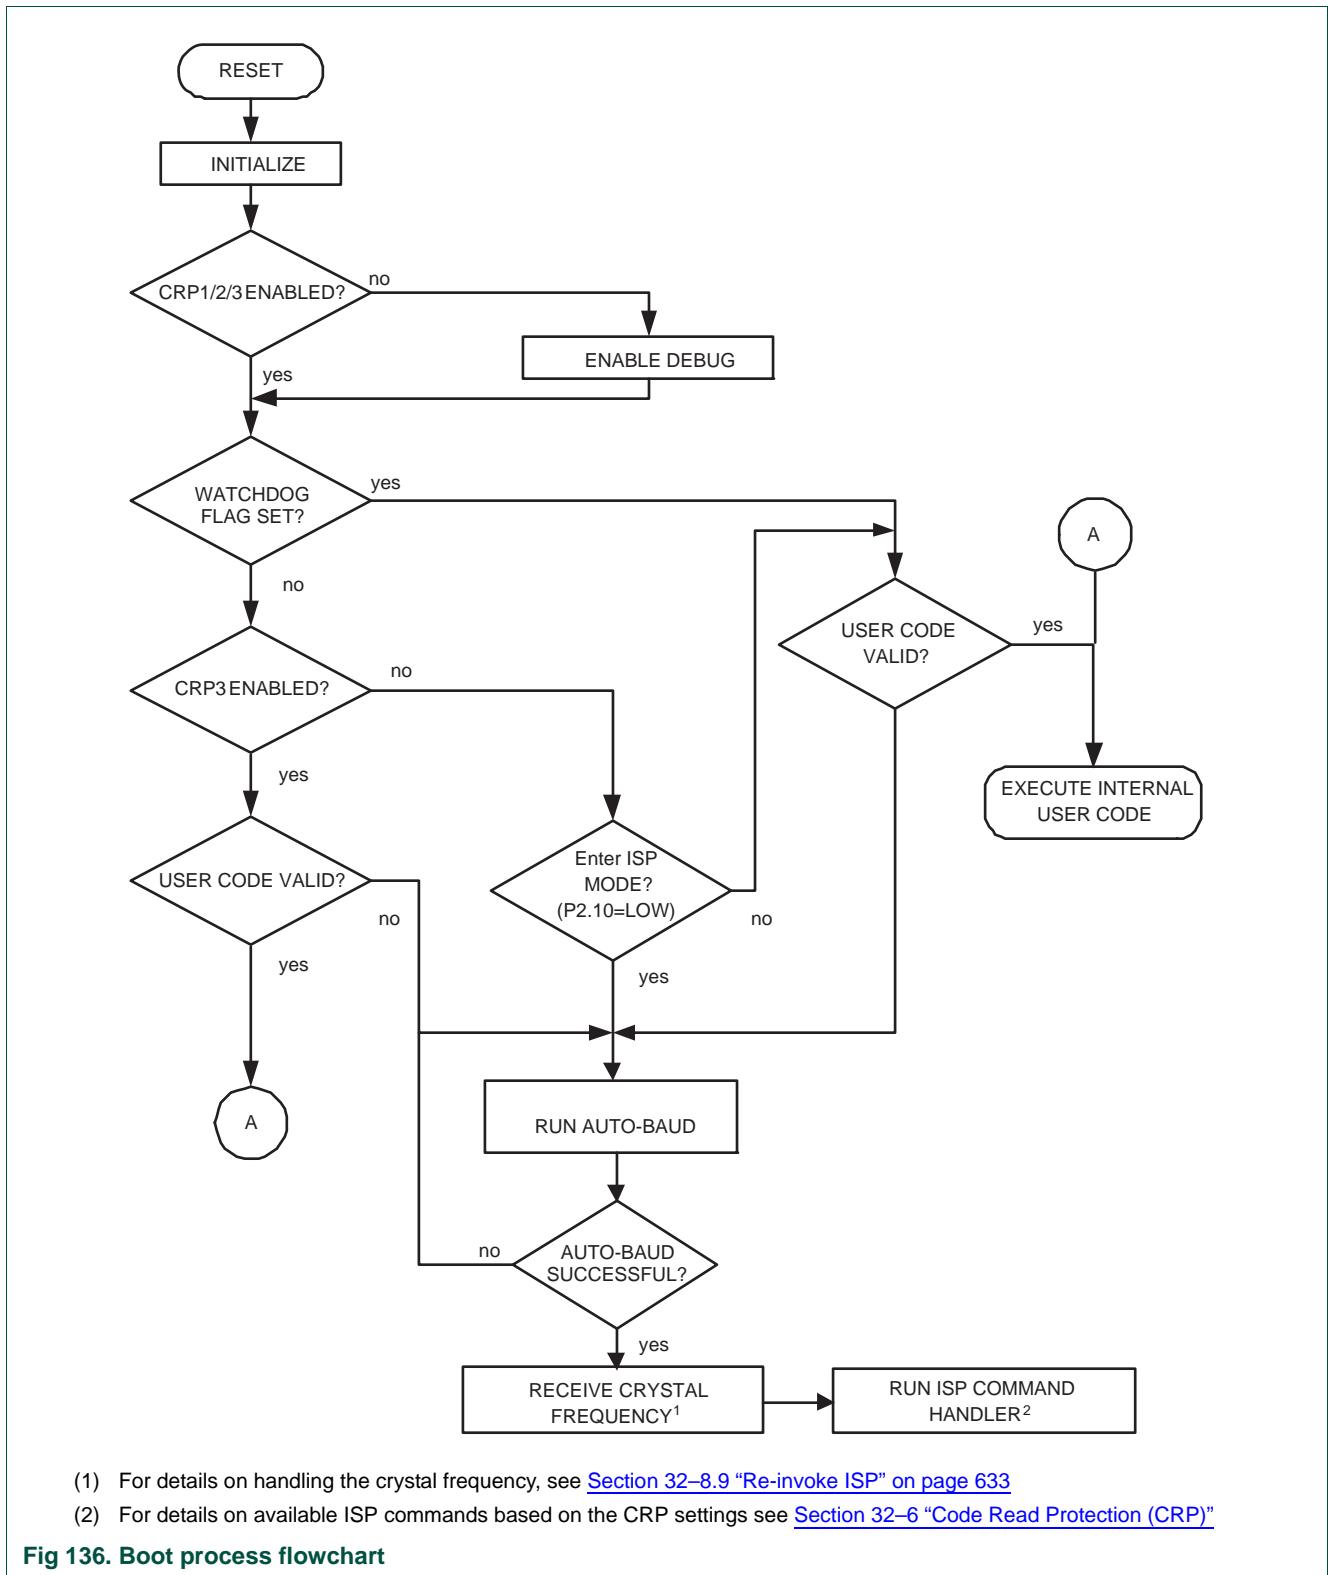 RESET
INITIALIZE
CRP1/2/3 ENABLED?
no
ENABLE DEBUG
yes
WATCHDOG
FLAG SET?
yes
no
A
USER CODE
VALID?
yes
CRP3 ENABLED?
no
yes
EXECUTE INTERNAL
USER CODE
USER CODE VALID?
no
yes
Enter ISP
MODE?
(P2.10=LOW)
no
yes
A
RUN AUTO-BAUD
AUTO-BAUD
SUCCESSFUL?
no
yes
RECEIVE CRYSTAL
FREQUENCY1
RUN ISP COMMAND
HANDLER2
(1) For details on handling the crystal frequency, see Section 32–8.9 “Re-invoke ISP” on page 633
(2) For details on available ISP commands based on the CRP settings see Section 32–6 “Code Read Protection (CRP)”
Fig 136. Boot process flowchart